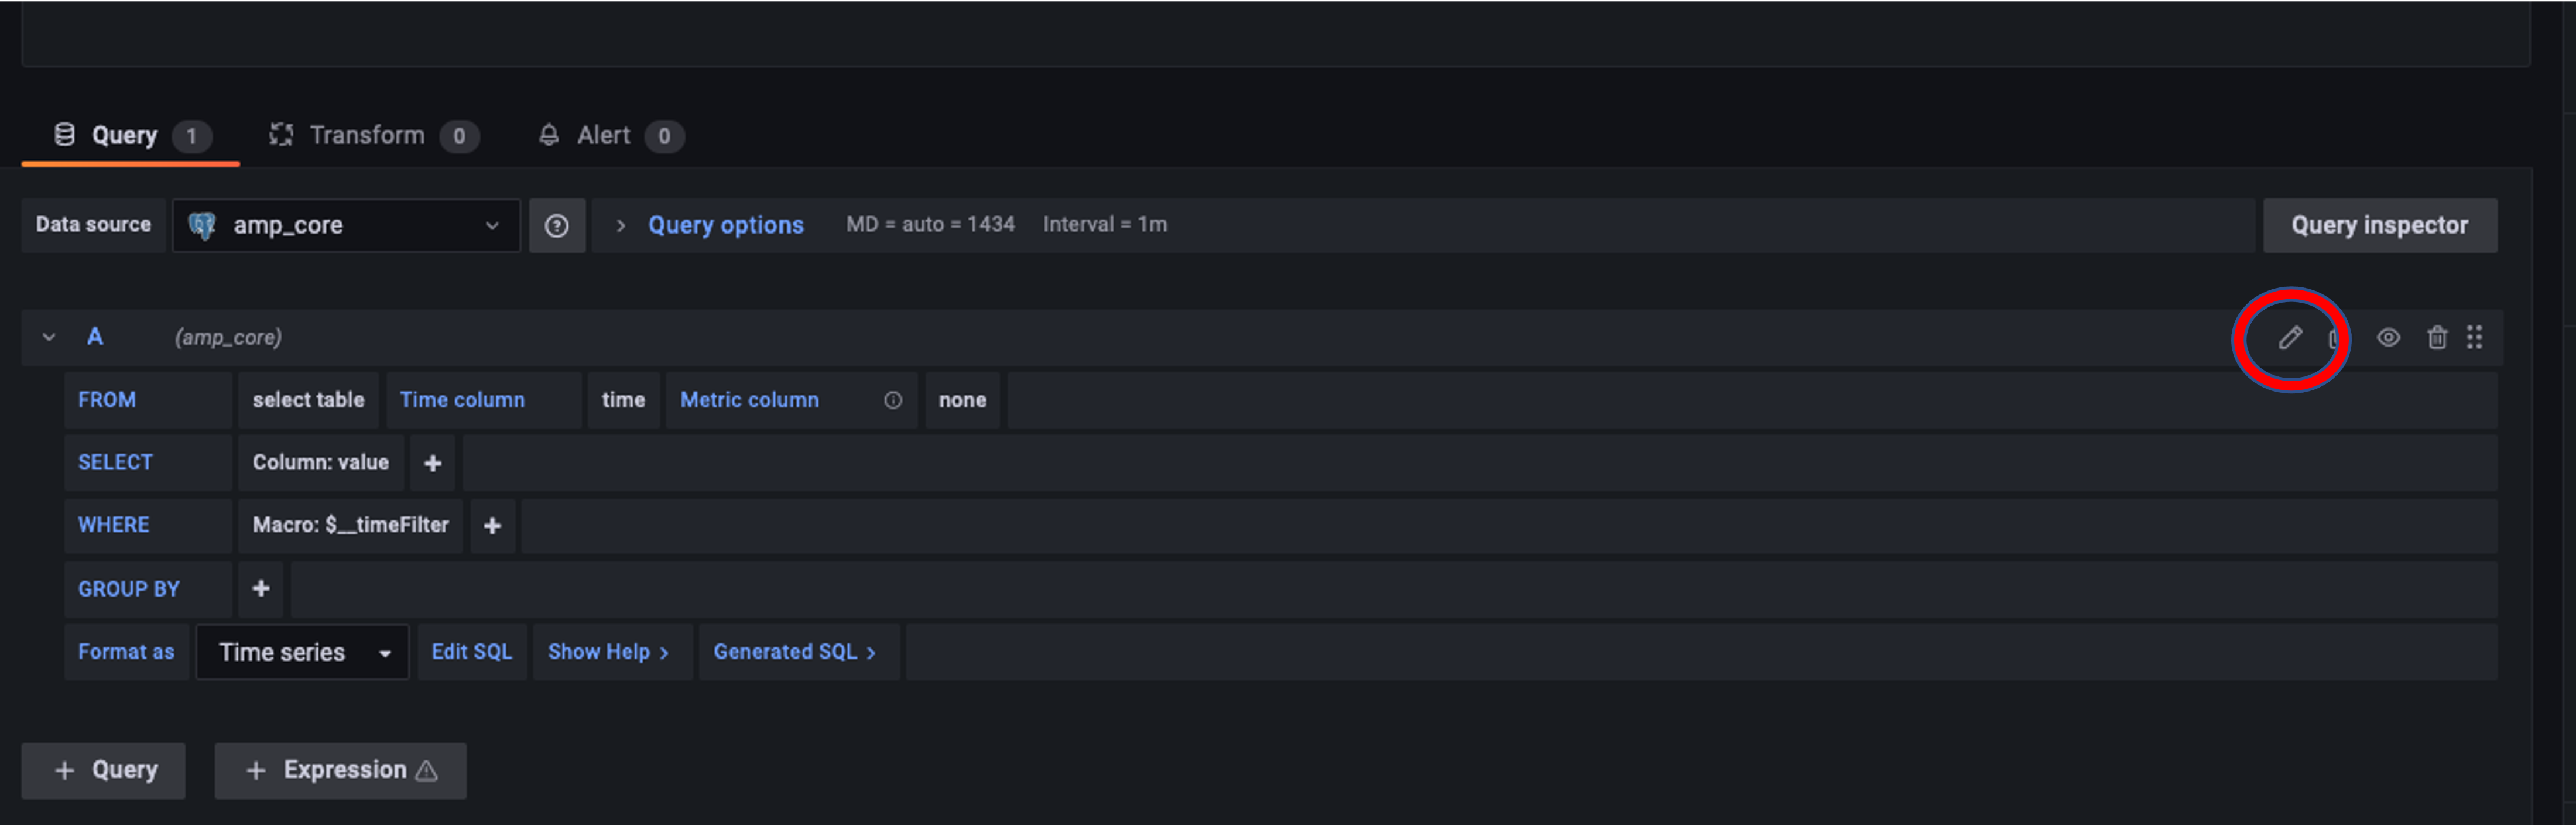 Query 1 Transform 0 Alert 0
Data source amp_core Query options MD = auto = 1434 Interval = 1m Query inspector
A (amp_core)
FROM select table Time column time Metric column none
SELECT Column: value +
WHERE Macro: $__timeFilter +
GROUP BY +
Format as Time series Edit SQL Show Help > Generated SQL >
+ Query + Expression